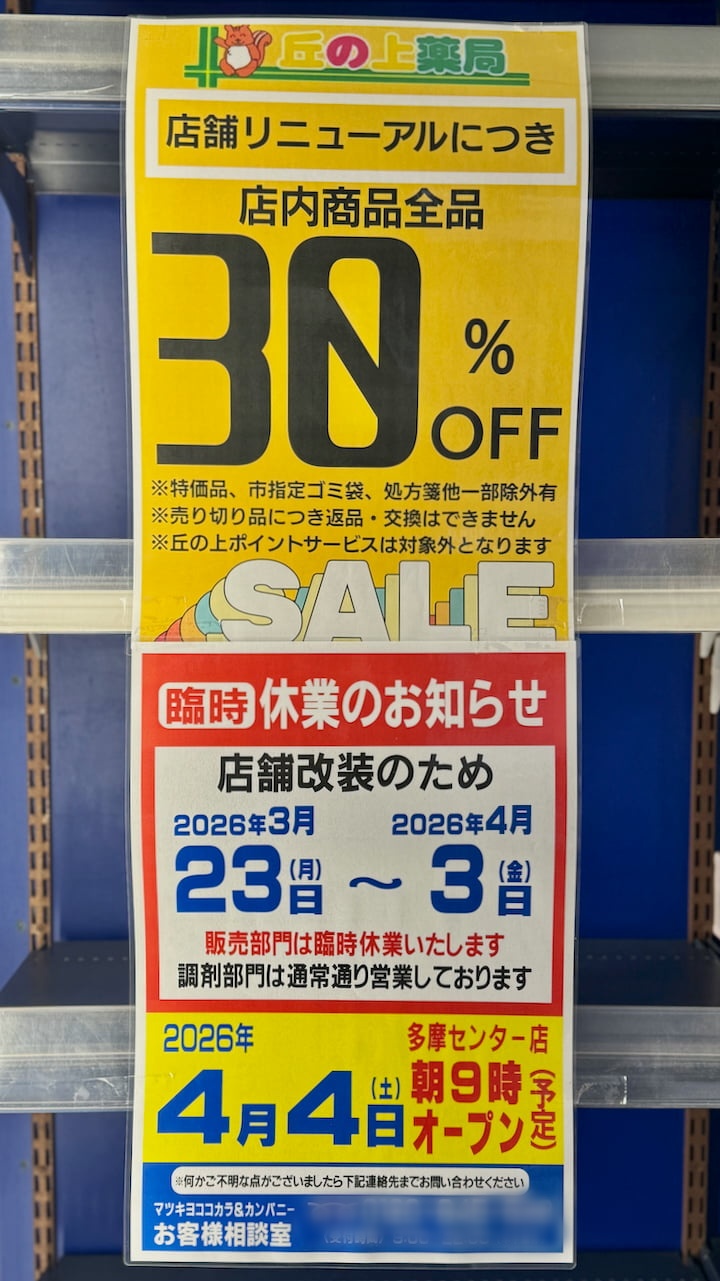 丘の上薬局
店舗リニューアルにつき
店内商品全品
30%OFF
※特価品、市指定ゴミ袋、処方箋他一部除外有
※売り切り品につき返品・交換はできません
※丘の上ポイントサービスは対象外となります
SALE
臨時休業のお知らせ
店舗改装のため
2026年3月23日(月)～2026年4月3日(金)
販売部門は臨時休業いたします
調剤部門は通常通り営業しております
2026年4月4日(土)
多摩センター店
朝9時オープン(予定)
※何かご不明な点がございましたら下記連絡先までお問い合わせください
マツキヨココカラ&カンパニー
お客様相談室